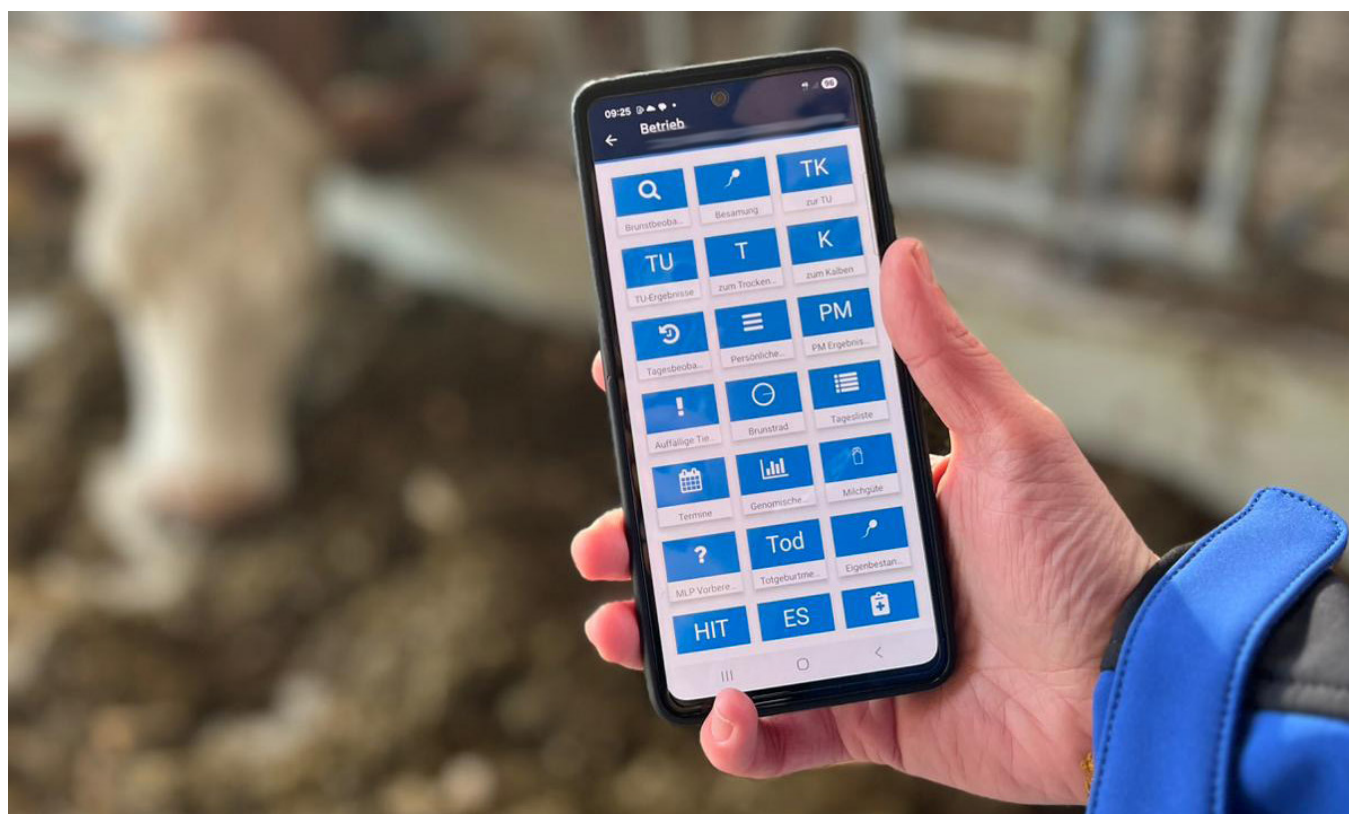 09:25
96
Betrieb
TK
Brunstbeoba...
Besamung
zur TU
TU
T
K
TU-Ergebnisse
zum Trocken...
zum Kalben
PM
Tagesbeoba...
Persönliche...
PM Ergebnis...
!
Auffällige Tie...
Brunstrad
Tagesliste
Termine
Genomische...
Milchgüte
?
Tod
MLP Vorbere...
Totgeburtme...
Eigenbestan...
HIT
ES